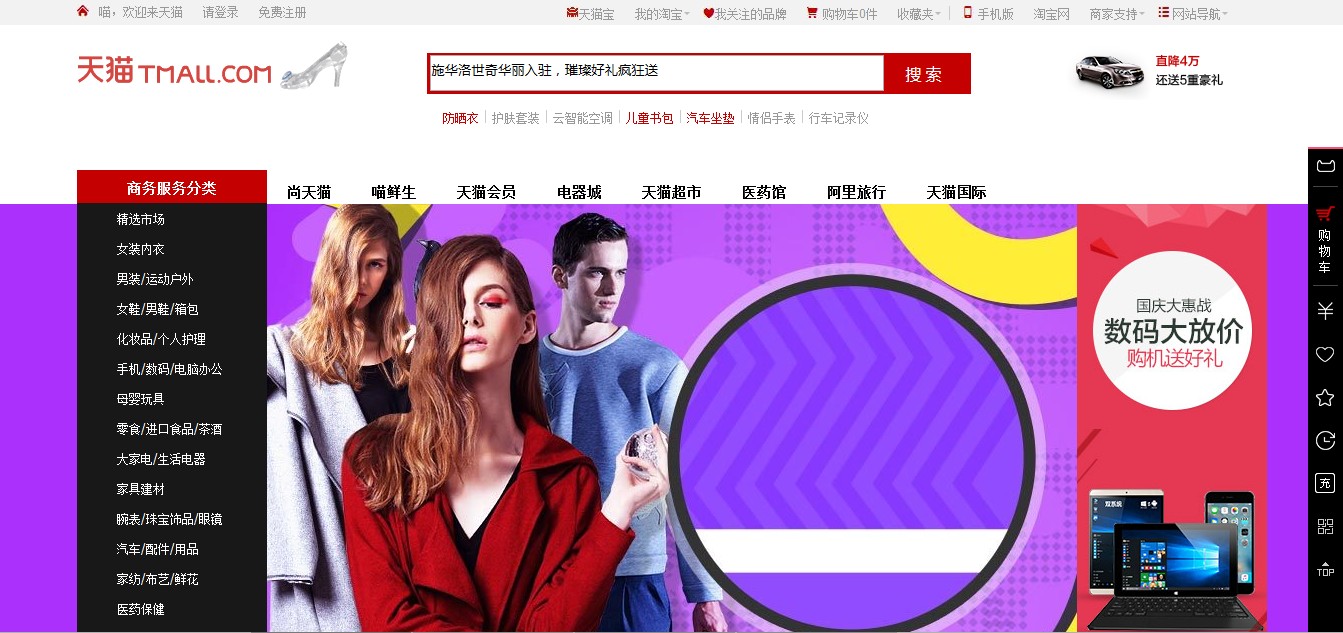 喵，欢迎来天猫 请登录 免费注册 天猫宝 我的淘宝 我关注的品牌 购物车0件 收藏夹 手机版 淘宝网 商家支持 网站导航
天猫 TMALL.COM
施华洛世奇华丽入驻，璀璨好礼疯狂送 搜索
直降4万
还送5重豪礼
防晒衣 护肤套装 云智能空调 儿童书包 汽车坐垫 情侣手表 行车记录仪
商务服务分类 尚天猫 喵鲜生 天猫会员 电器城 天猫超市 医药馆 阿里旅行 天猫国际
精选市场
女装内衣
男装/运动户外
女鞋/男鞋/箱包
化妆品/个人护理
手机/数码/电脑办公
母婴玩具
零食/进口食品/茶酒
大家电/生活电器
家具建材
腕表/珠宝饰品/眼镜
汽车/配件/用品
家纺/布艺/鲜花
医药保健
国庆大惠战
数码大放价
购机送好礼
双系统
购
物
车
充
TOP